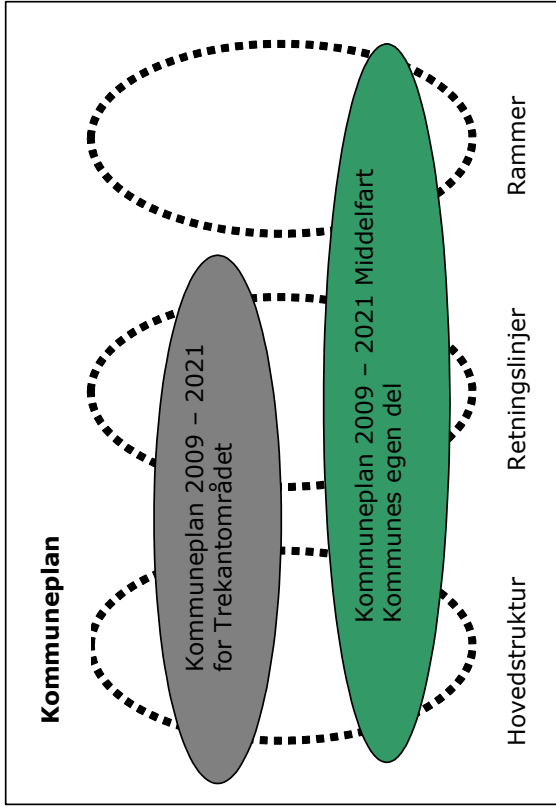 Kommuneplan
Kommuneplan 2009 – 2021
for Trekantområdet
Kommuneplan 2009 – 2021 Middelfart
Kommunes egen del
Hovedstruktur
Retningslinjer
Rammer